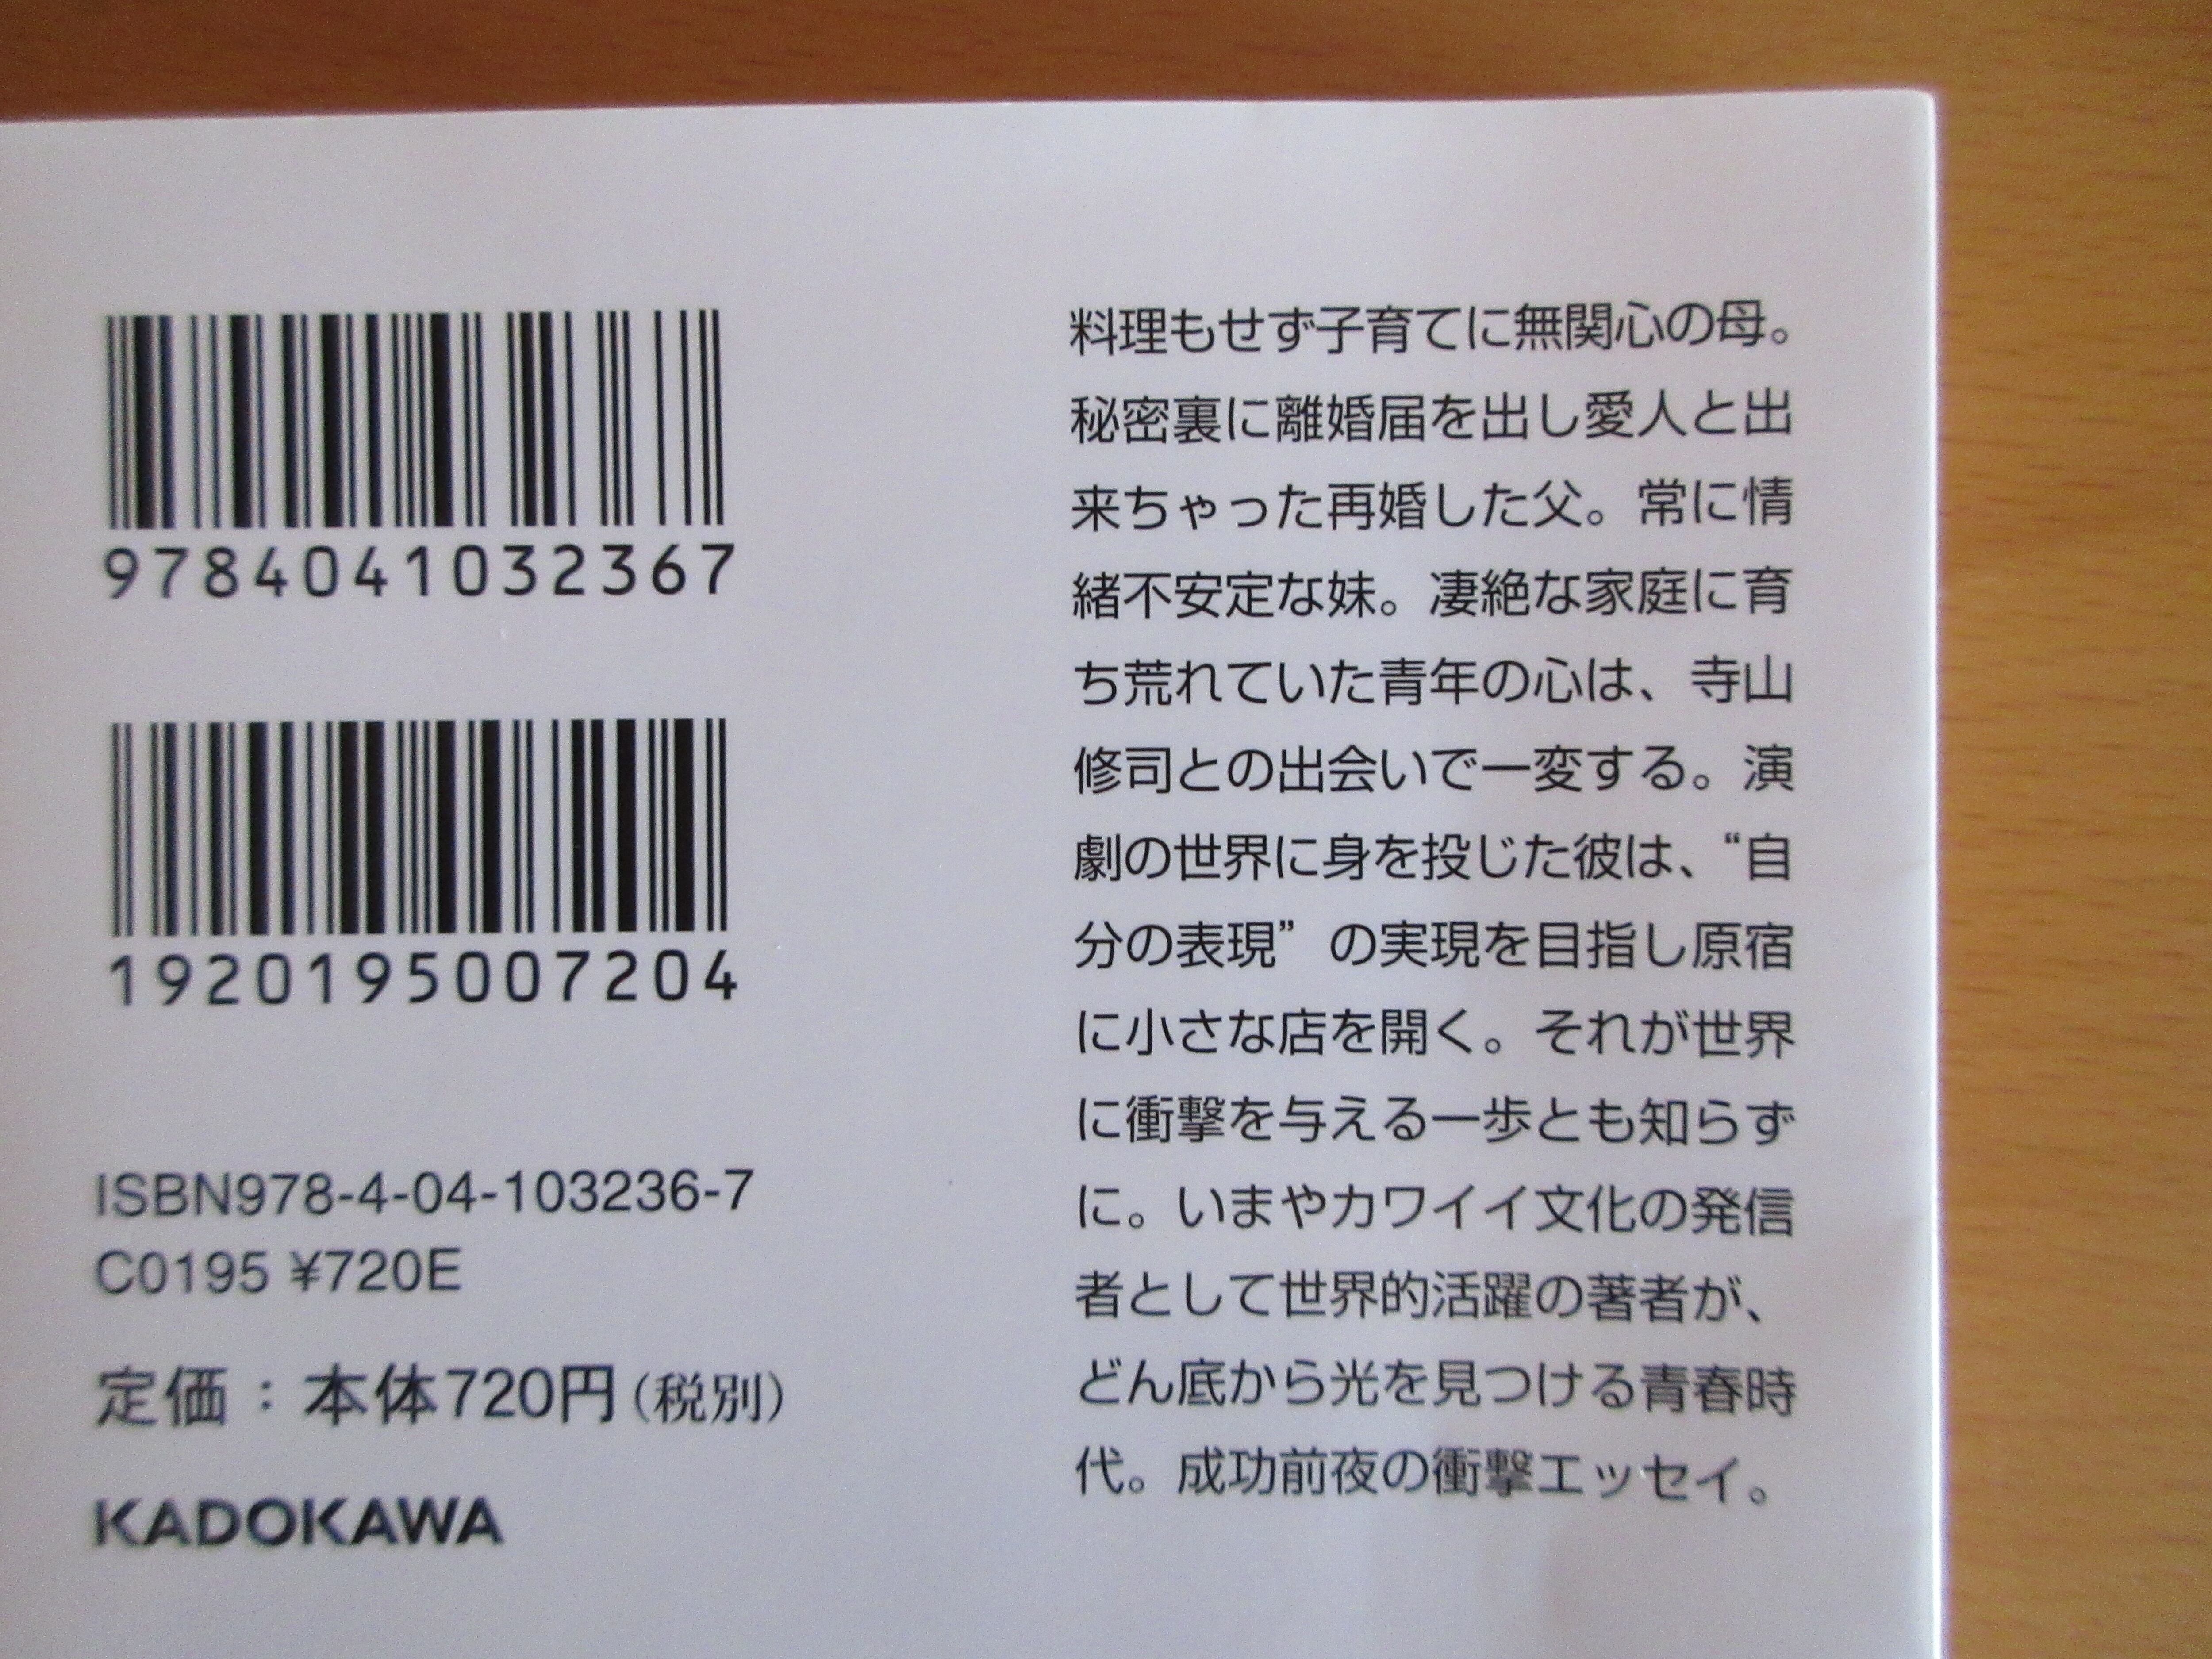 9784041032367
1920195007204
ISBN978-4-04-103236-7
C0195 ¥720E
定価：本体720円（税別）
KADOKAWA
料理もせず子育てに無関心の母。
秘密裏に離婚届を出し愛人と出
来ちゃった再婚した父。常に情
緒不安定な妹。凄絶な家庭に育
ち荒れていた青年の心は、寺山
修司との出会いで一変する。演
劇の世界に身を投じた彼は、“自
分の表現”の実現を目指し原宿
に小さな店を開く。それが世界
に衝撃を与える一歩とも知らず
に。いまやカワイイ文化の発信
者として世界的活躍の著者が、
どん底から光を見つける青春時
代。成功前夜の衝撃エッセイ。